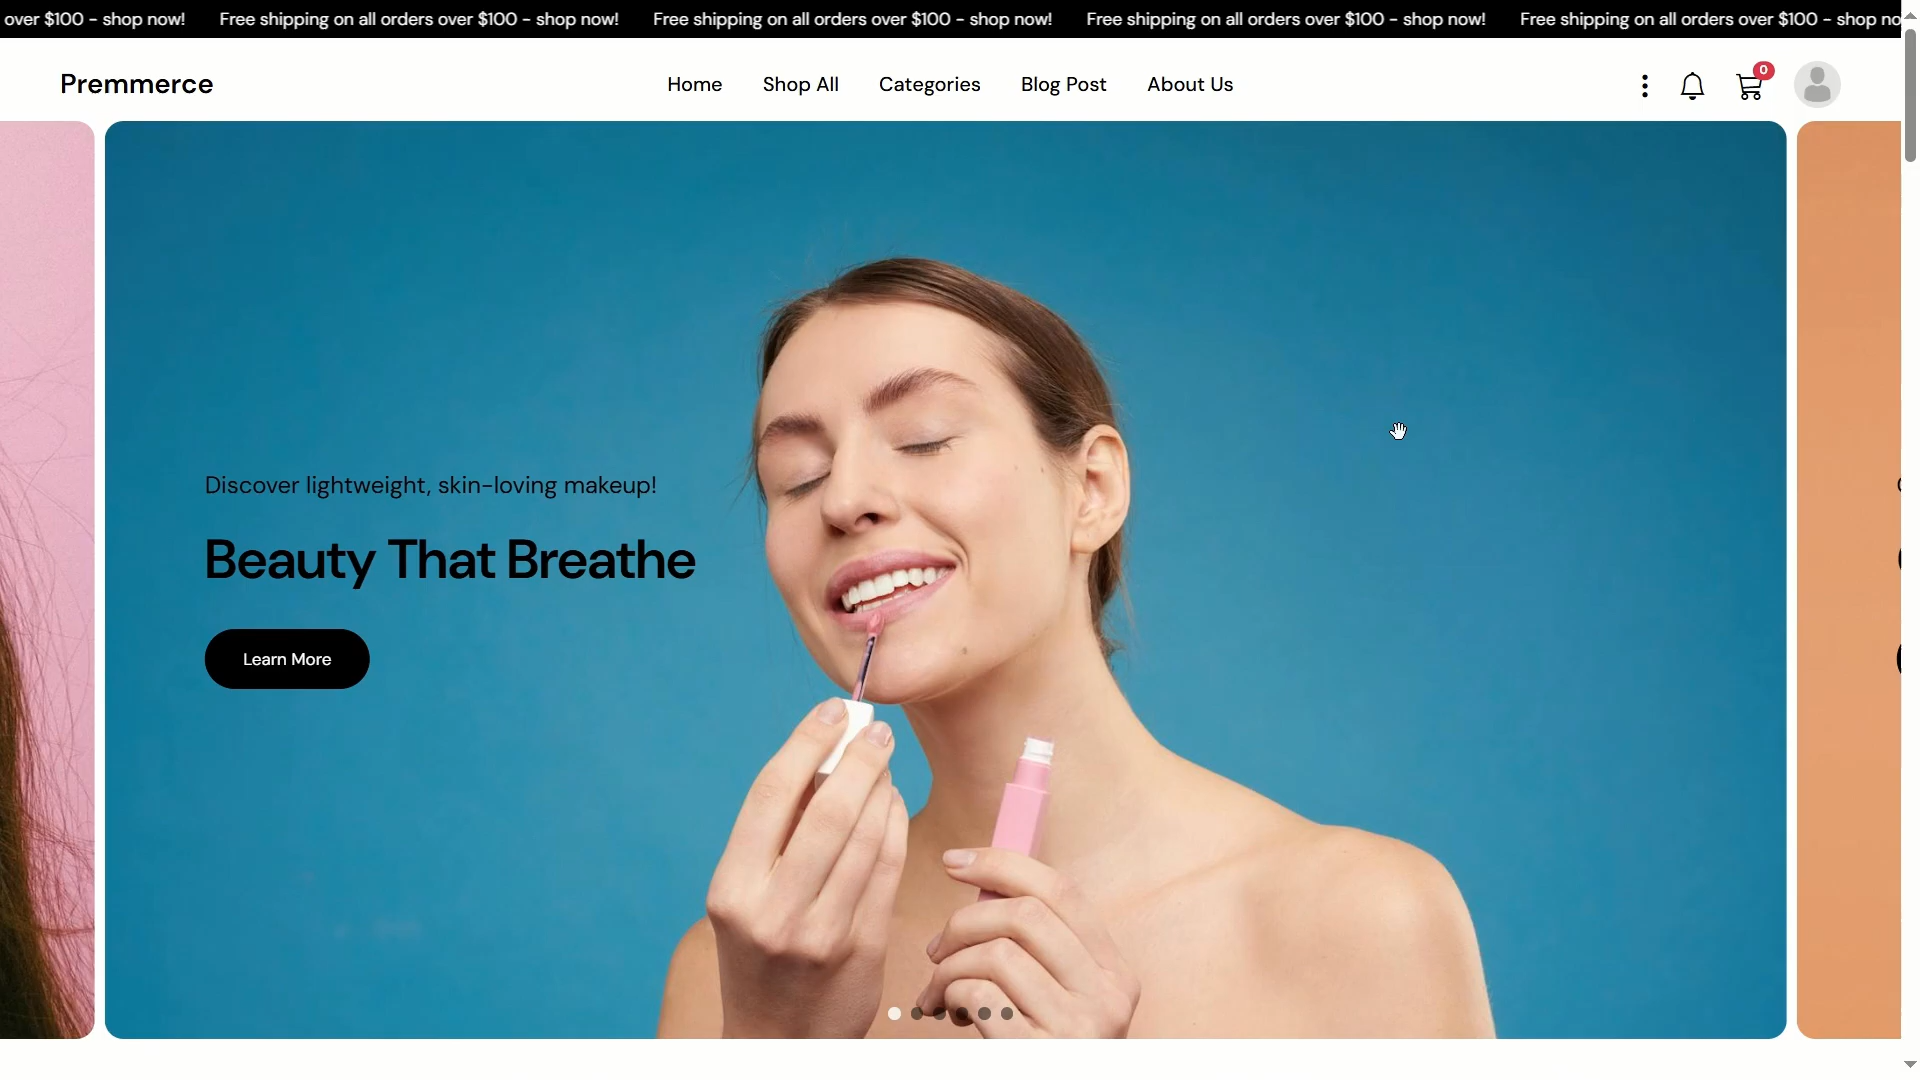 over $100 - shop now! Free shipping on all orders over $100 - shop now! Free shipping on all orders over $100 - shop now! Free shipping on all orders over $100 - shop now! Free shipping on all orders over $100 - shop no
Premmerce Home Shop All Categories Blog Post About Us 0
Discover lightweight, skin-loving makeup!
Beauty That Breathe
Learn More